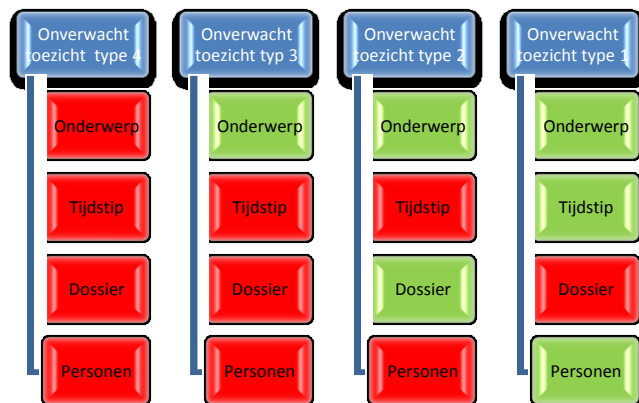 Onverwacht
toezicht type 4
Onderwerp
Tijdstip
Dossier
Personen
Onverwacht
toezicht typ 3
Onderwerp
Tijdstip
Dossier
Personen
Onverwacht
toezicht type 2
Onderwerp
Tijdstip
Dossier
Personen
Onverwacht
toezicht type 1
Onderwerp
Tijdstip
Dossier
Personen